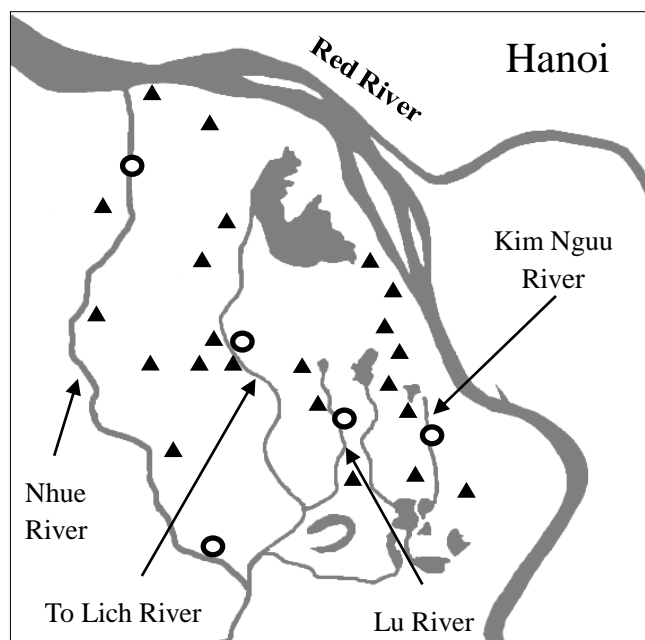 Hanoi
Red River
Kim Nguu
River
Nhue
River
To Lich River
Lu River